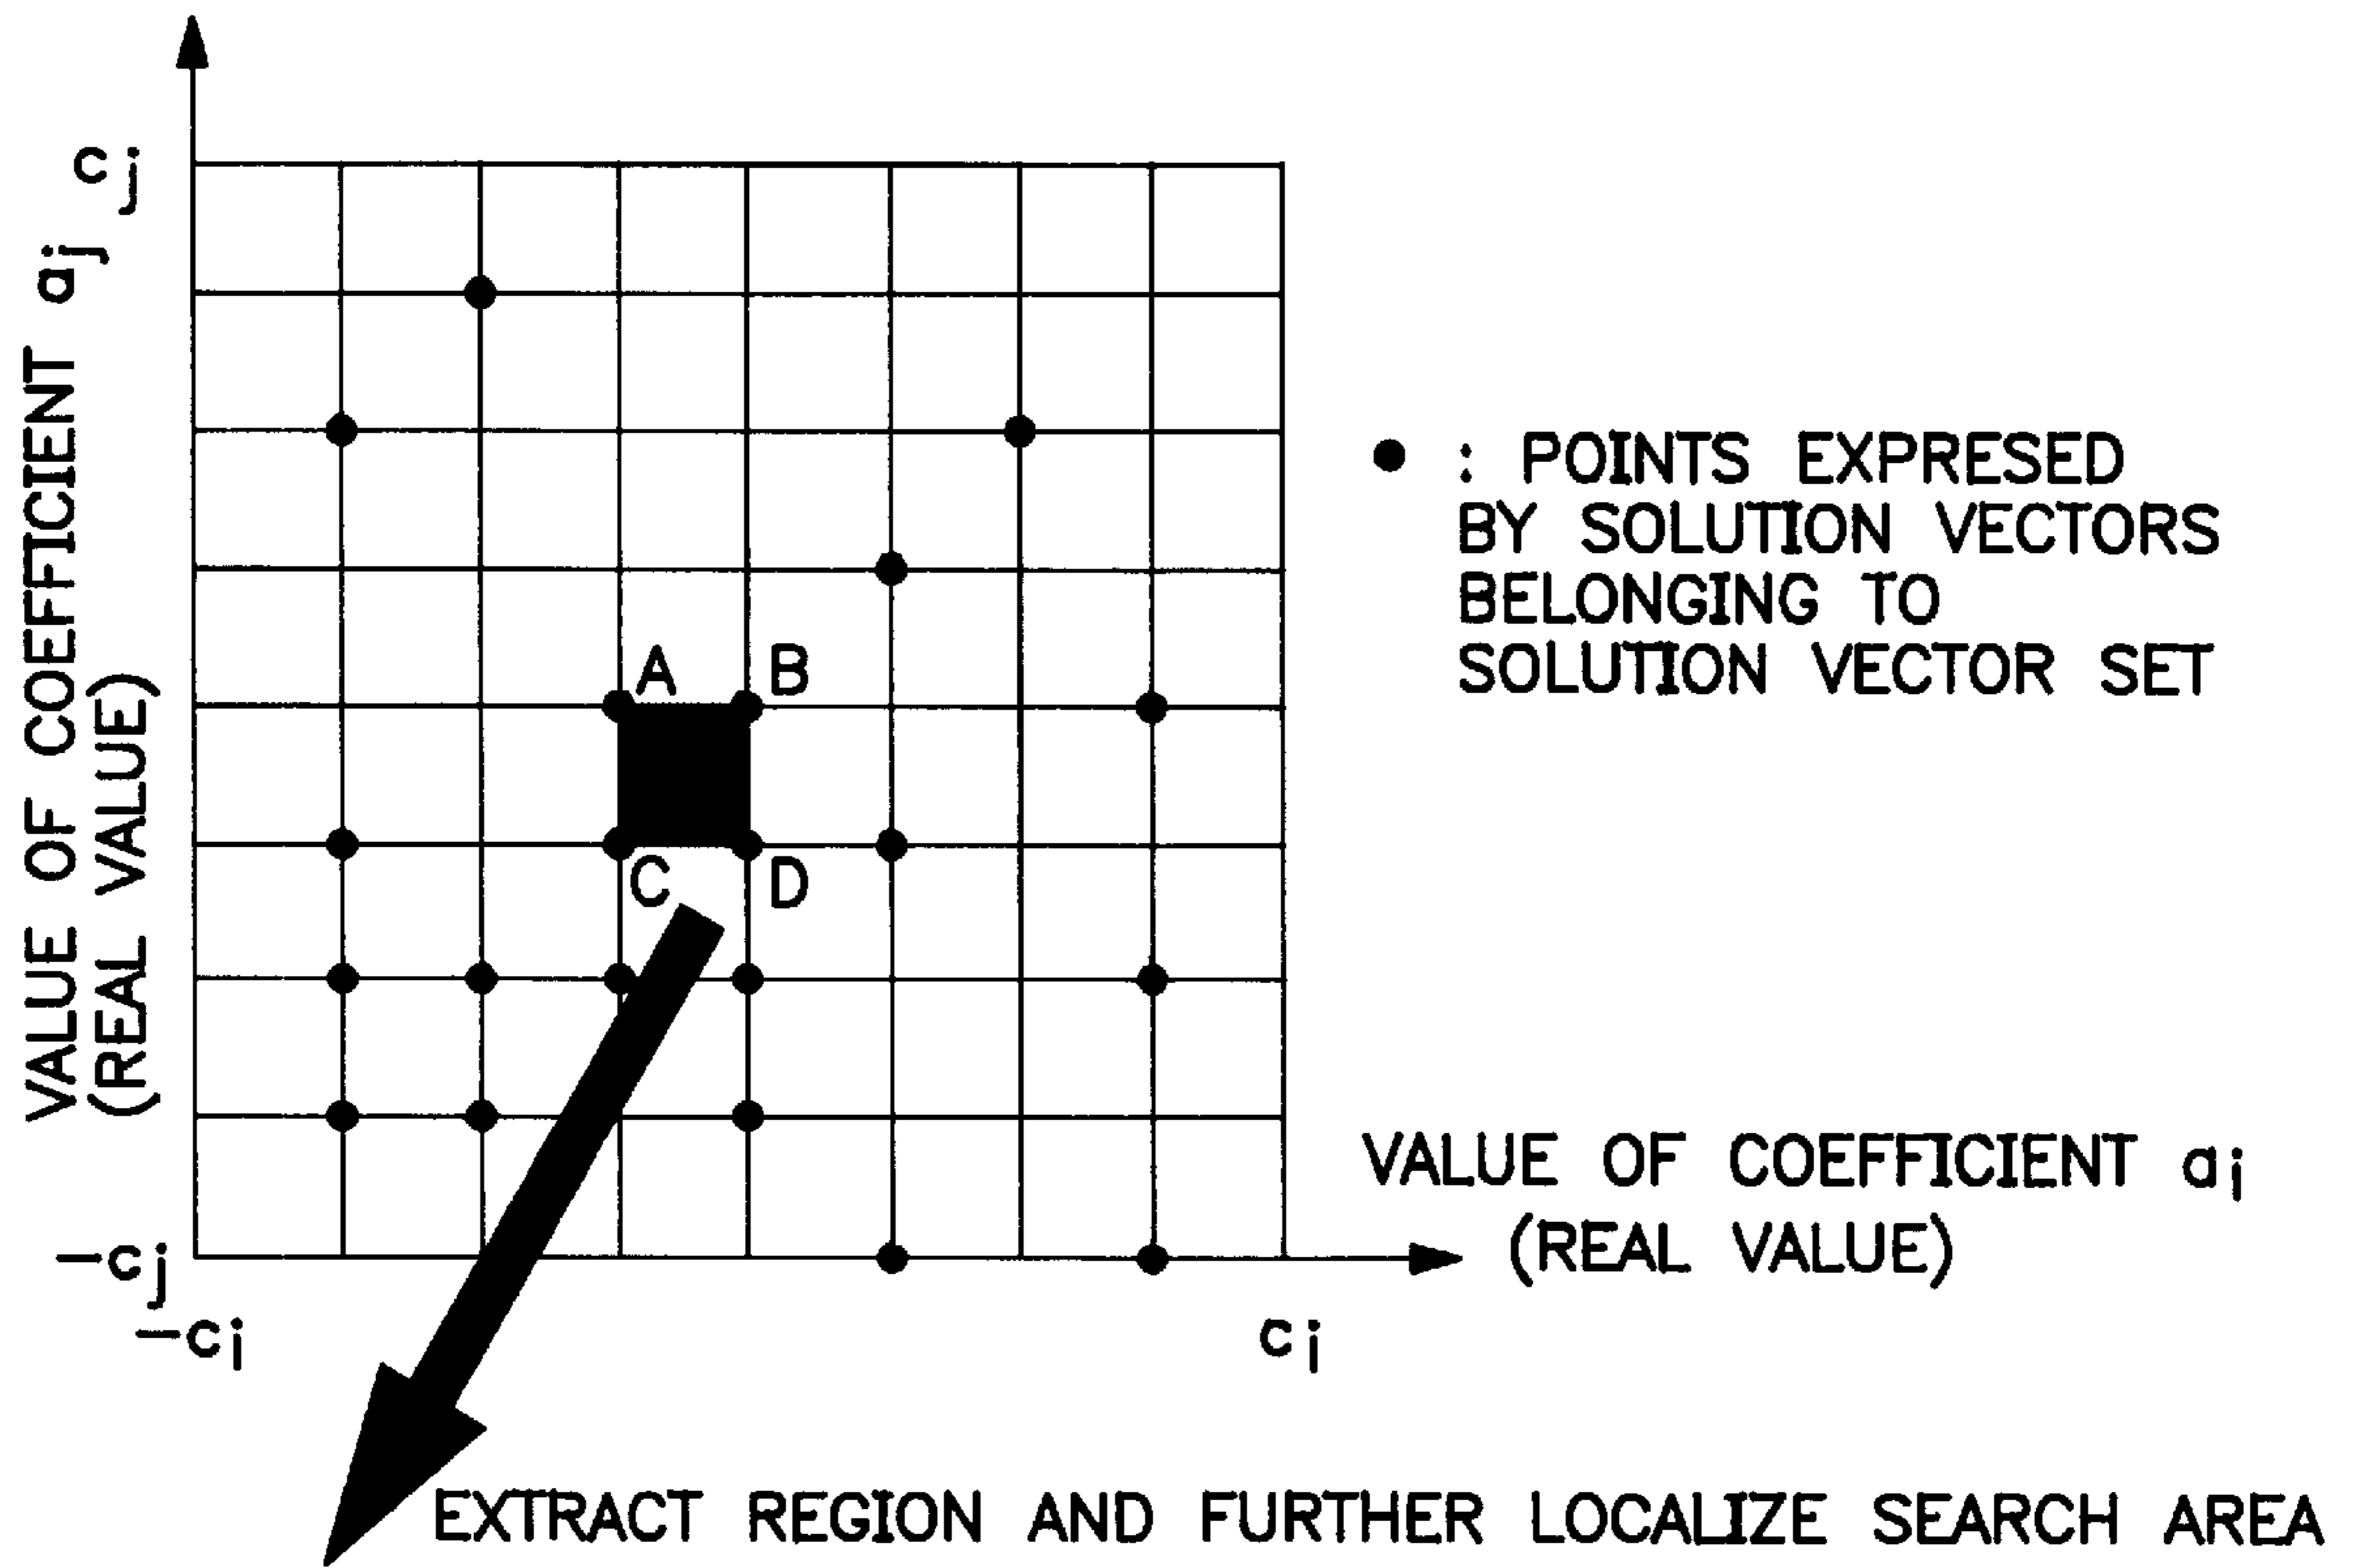 cj
VALUE OF COEFFICIENT aj
(REAL VALUE)
● : POINTS EXPRESED
BY SOLUTION VECTORS
BELONGING TO
SOLUTION VECTOR SET
A
B
C
D
VALUE OF COEFFICIENT ai
(REAL VALUE)
-cj
-ci
ci
EXTRACT REGION AND FURTHER LOCALIZE SEARCH AREA